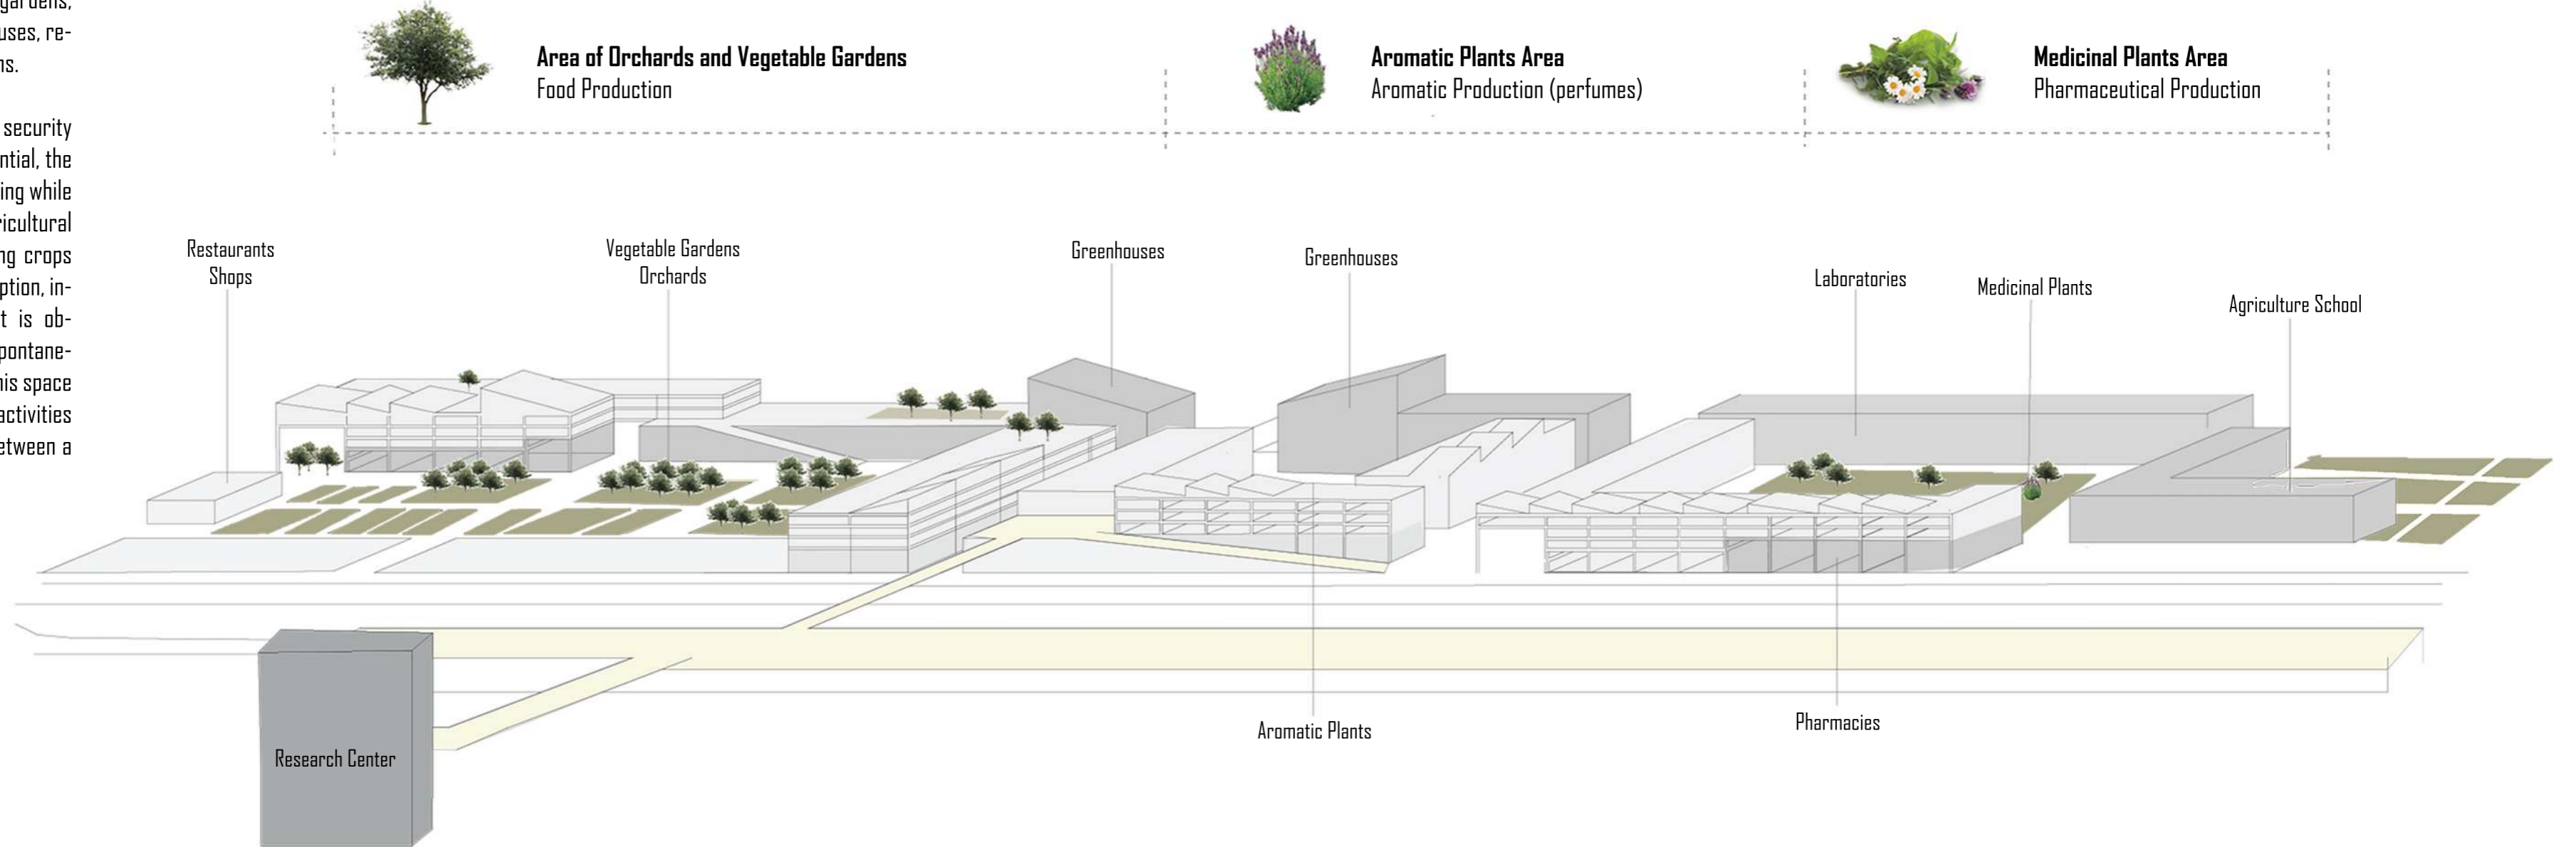 gardens,
uses, re-
ns.
security
ntial, the
ing while
ricultural
ng crops
ption, in-
t is ob-
pontane-
his space
activities
etween a
Area of Orchards and Vegetable Gardens
Food Production
Aromatic Plants Area
Aromatic Production (perfumes)
Medicinal Plants Area
Pharmaceutical Production
Restaurants
Shops
Vegetable Gardens
Orchards
Greenhouses
Greenhouses
Laboratories
Medicinal Plants
Agriculture School
Aromatic Plants
Pharmacies
Research Center